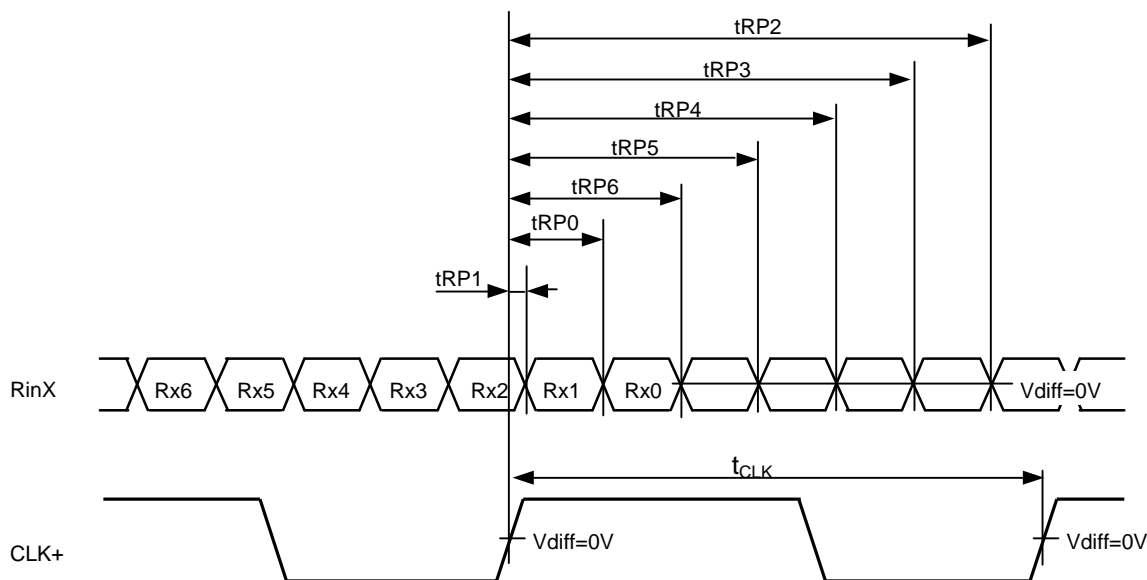 tRP2
tRP3
tRP4
tRP5
tRP6
tRP0
tRP1
RinX Rx6 Rx5 Rx4 Rx3 Rx2 Rx1 Rx0 Vdiff=0V
tCLK
CLK+ Vdiff=0V Vdiff=0V